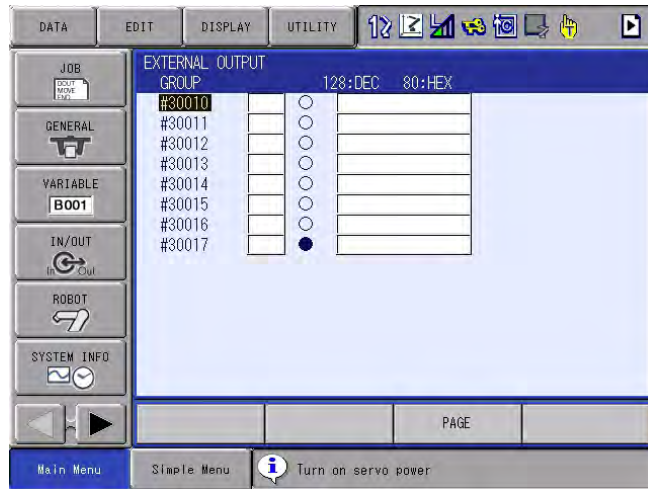 DATA EDIT DISPLAY UTILITY
JOB
DOUT
MOVE
END
GENERAL
VARIABLE
B001
IN/OUT
In Out
ROBOT
SYSTEM INFO
EXTERNAL OUTPUT
GROUP 128:DEC 80:HEX
#30010
#30011
#30012
#30013
#30014
#30015
#30016
#30017
PAGE
Main Menu Simple Menu Turn on servo power